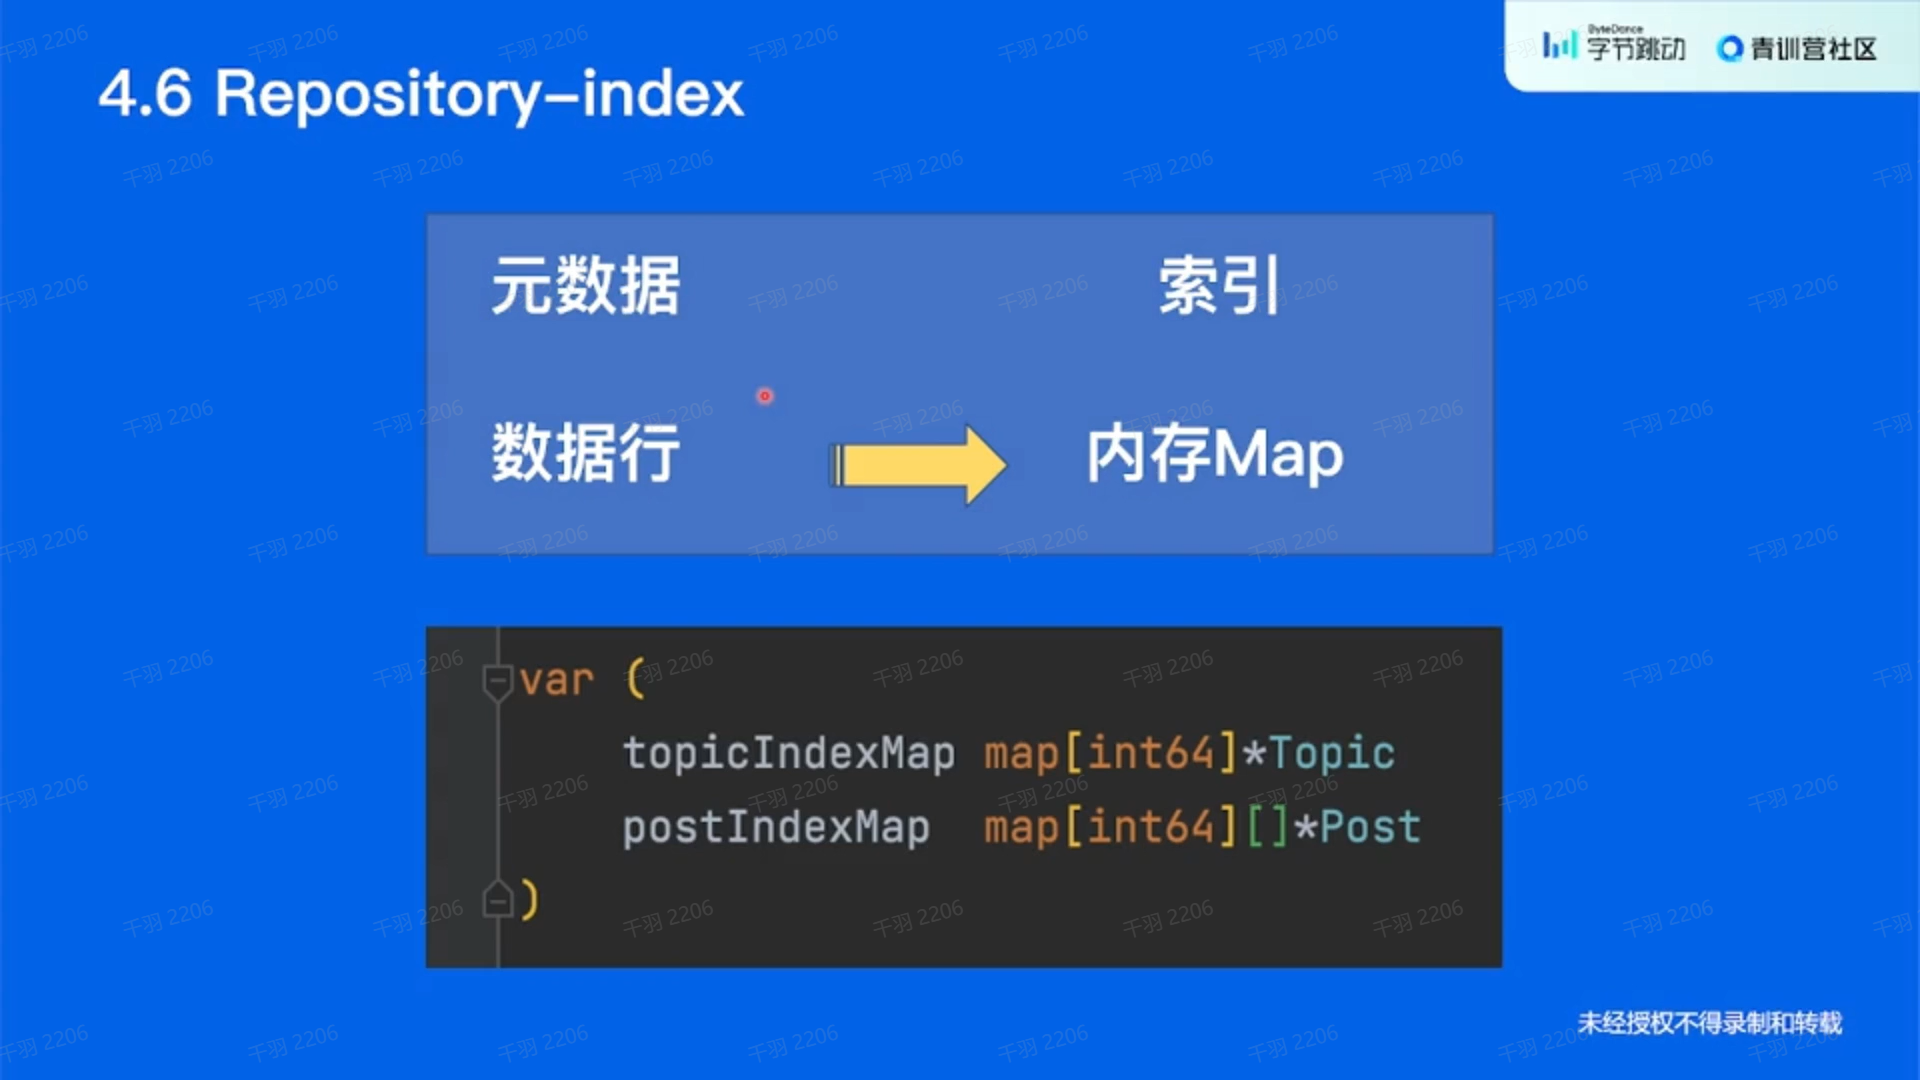 ByteDance
字节跳动 青训营社区
4.6 Repository-index
元数据 索引
数据行 内存Map
var (
topicIndexMap map[int64]*Topic
postIndexMap map[int64][]*Post
)
未经授权不得录制和转载
千羽 2206